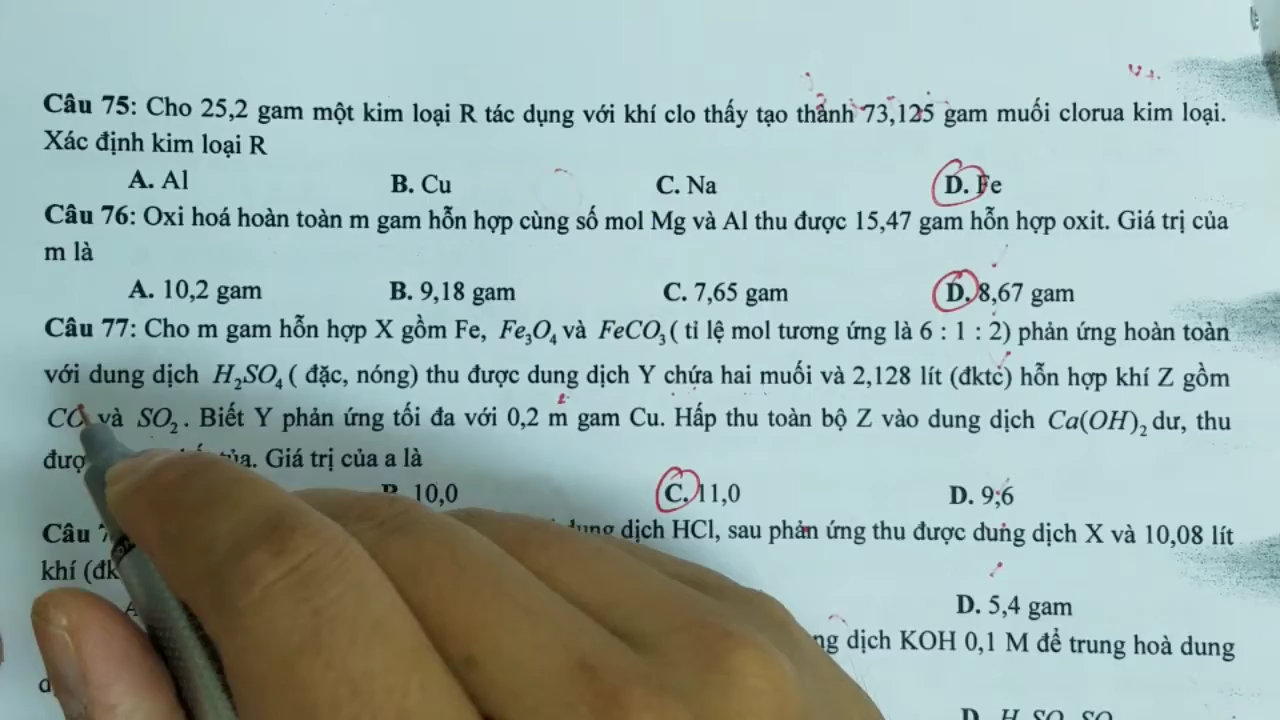 Câu 75: Cho 25,2 gam một kim loại R tác dụng với khí clo thấy tạo thành 73,125 gam muối clorua kim loại.
Xác định kim loại R
A. Al B. Cu C. Na D. Fe
Câu 76: Oxi hoá hoàn toàn m gam hỗn hợp cùng số mol Mg và Al thu được 15,47 gam hỗn hợp oxit. Giá trị của
m là
A. 10,2 gam B. 9,18 gam C. 7,65 gam D. 8,67 gam
Câu 77: Cho m gam hỗn hợp X gồm Fe, Fe₃O₄ và FeCO₃ ( tỉ lệ mol tương ứng là 6 : 1 : 2) phản ứng hoàn toàn
với dung dịch H₂SO₄ ( đặc, nóng) thu được dung dịch Y chứa hai muối và 2,128 lít (đktc) hỗn hợp khí Z gồm
và SO₂. Biết Y phản ứng tối đa với 0,2 m gam Cu. Hấp thu toàn bộ Z vào dung dịch Ca(OH)₂ dư, thu
Giá trị của a là
10,0 C. 11,0 D. 9,6
Câu dịch HCl, sau phản ứng thu được dung dịch X và 10,08 lít
khí
D. 5,4 gam
dịch KOH 0,1 M để trung hoà dung
D.